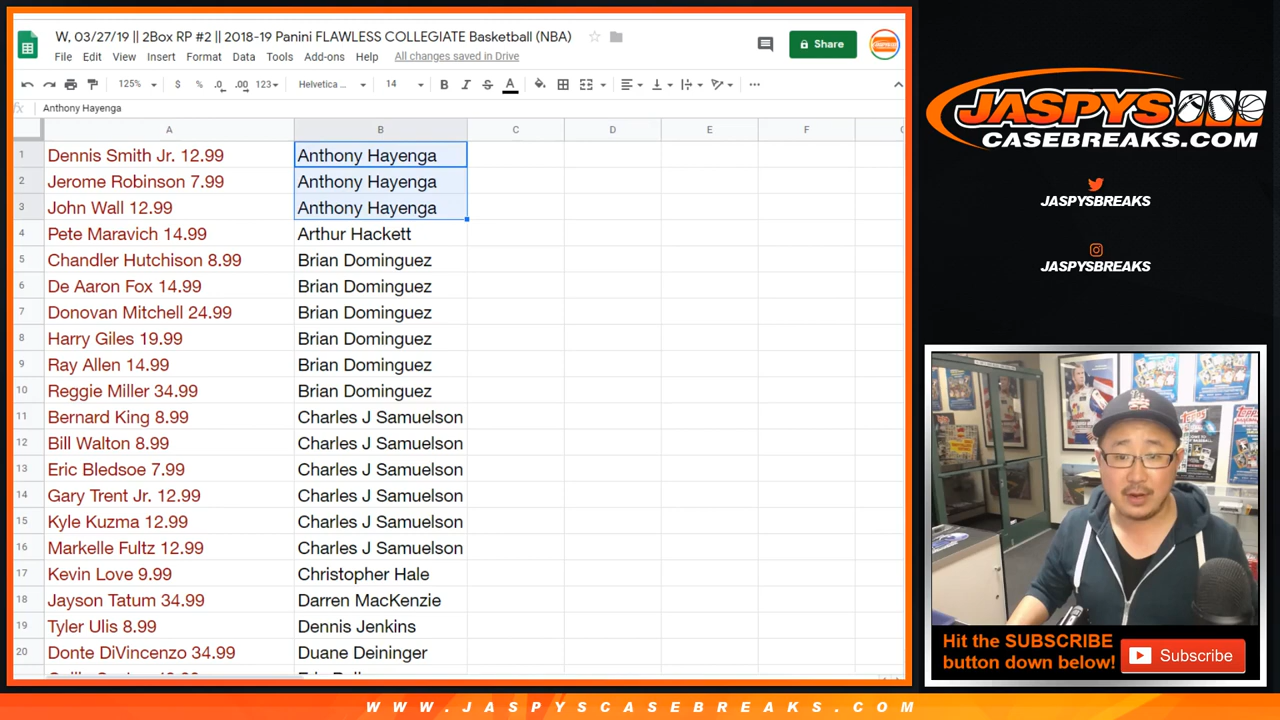 W, 03/27/19 || 2Box RP #2 || 2018-19 Panini FLAWLESS COLLEGIATE Basketball (NBA)
File Edit View Insert Format Data Tools Add-ons Help All changes saved in Drive
Share
125% $ % .0 .00 123 Helvetica... 14 B I S A
Anthony Hayenga
A B C D E F
1 Dennis Smith Jr. 12.99 Anthony Hayenga
2 Jerome Robinson 7.99 Anthony Hayenga
3 John Wall 12.99 Anthony Hayenga
4 Pete Maravich 14.99 Arthur Hackett
5 Chandler Hutchison 8.99 Brian Dominguez
6 De Aaron Fox 14.99 Brian Dominguez
7 Donovan Mitchell 24.99 Brian Dominguez
8 Harry Giles 19.99 Brian Dominguez
9 Ray Allen 14.99 Brian Dominguez
10 Reggie Miller 34.99 Brian Dominguez
11 Bernard King 8.99 Charles J Samuelson
12 Bill Walton 8.99 Charles J Samuelson
13 Eric Bledsoe 7.99 Charles J Samuelson
14 Gary Trent Jr. 12.99 Charles J Samuelson
15 Kyle Kuzma 12.99 Charles J Samuelson
16 Markelle Fultz 12.99 Charles J Samuelson
17 Kevin Love 9.99 Christopher Hale
18 Jayson Tatum 34.99 Darren MacKenzie
19 Tyler Ulis 8.99 Dennis Jenkins
20 Donte DiVincenzo 34.99 Duane Deininger
JASPYS
CASEBREAKS.COM
JASPYSBREAKS
JASPYSBREAKS
Topps
Hit the SUBSCRIBE
button down below!
Subscribe
WWW.JASPYSCASEBREAKS.COM